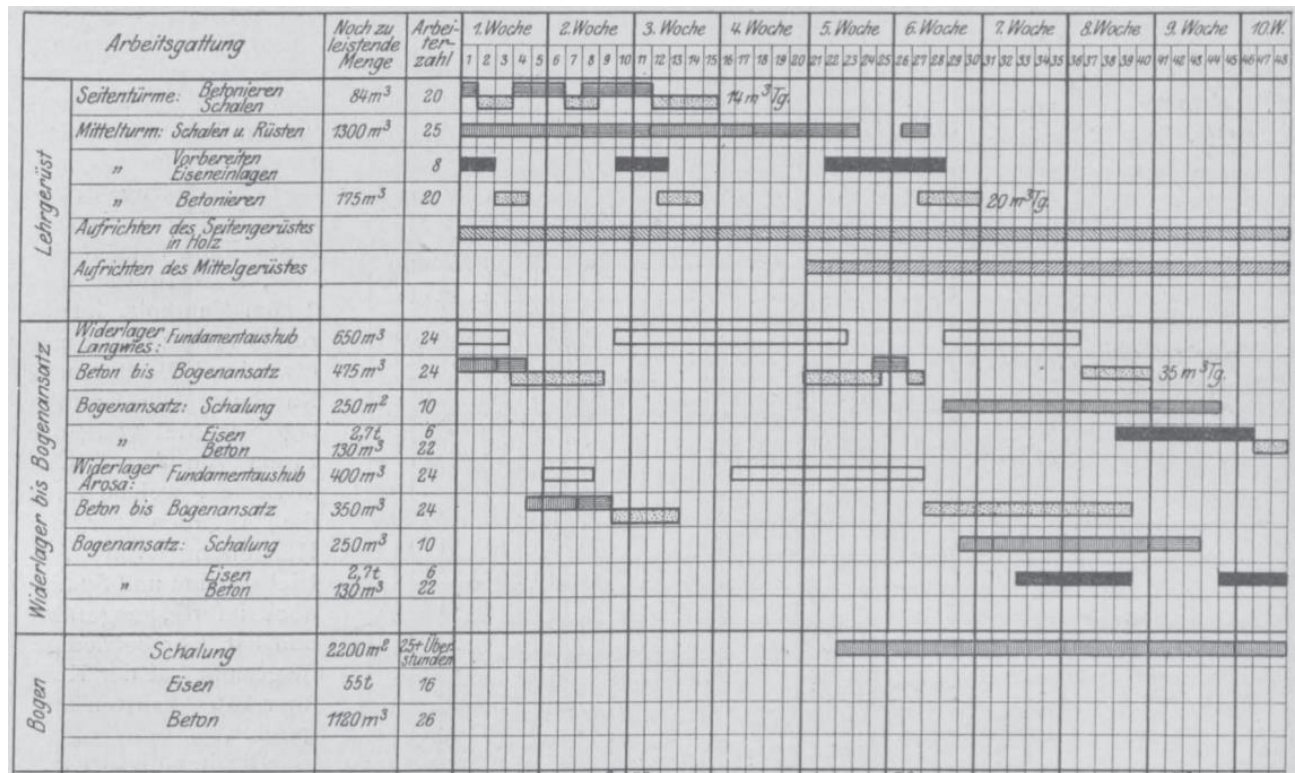 Arbeitsgattung Noch zu leistende Menge Arbei-ter-zahl 1. Woche 2. Woche 3. Woche 4. Woche 5. Woche 6. Woche 7. Woche 8. Woche 9. Woche 10. W.
1 2 3 4 5 6 7 8 9 10 11 12 13 14 15 16 17 18 19 20 21 22 23 24 25 26 27 28 29 30 31 32 33 34 35 36 37 38 39 40 41 42 43 44 45 46 47 48
Lehrgerüst
Seitentürme: Betonieren Schalen 84 m³ 20 14 m³/Tg.
Mittelturm: Schalen u. Rüsten 1300 m³ 25
" Vorbereiten Eiseneinlagen 8
" Betonieren 175 m³ 20 20 m³/Tg.
Aufrichten des Seitengerüstes in Holz
Aufrichten des Mittelgerüstes
Widerlager bis Bogenansatz
Widerlager Langwies: Fundamentaushub 650 m³ 24
Beton bis Bogenansatz 475 m³ 24 35 m³/Tg.
Bogenansatz: Schalung 250 m² 10
" Eisen 2,7 t 6
Beton 130 m³ 22
Widerlager Arosa: Fundamentaushub 400 m³ 24
Beton bis Bogenansatz 350 m³ 24
Bogenansatz: Schalung 250 m³ 10
" Eisen 2,7 t 6
Beton 130 m³ 22
Bogen
Schalung 2200 m² 25 + Über-stunden
Eisen 55 t 16
Beton 1180 m³ 26